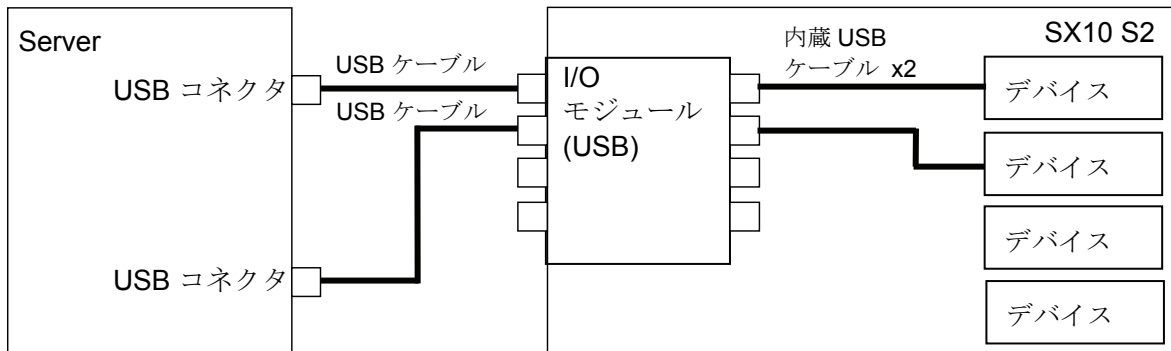 Server
USB コネクタ
USB コネクタ
USB ケーブル
USB ケーブル
I/O
モジュール
(USB)
内蔵 USB
ケーブル x2
SX10 S2
デバイス
デバイス
デバイス
デバイス